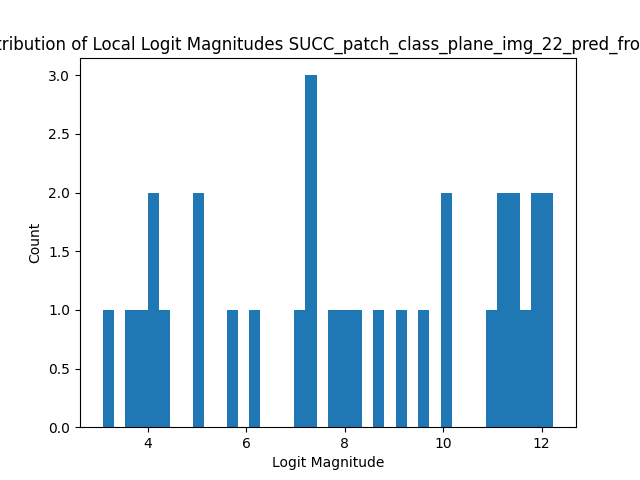 tribution of Local Logit Magnitudes SUCC_patch_class_plane_img_22_pred_fro
3.0
2.5
2.0
1.5
1.0
0.5
0.0
Count
4 6 8 10 12
Logit Magnitude